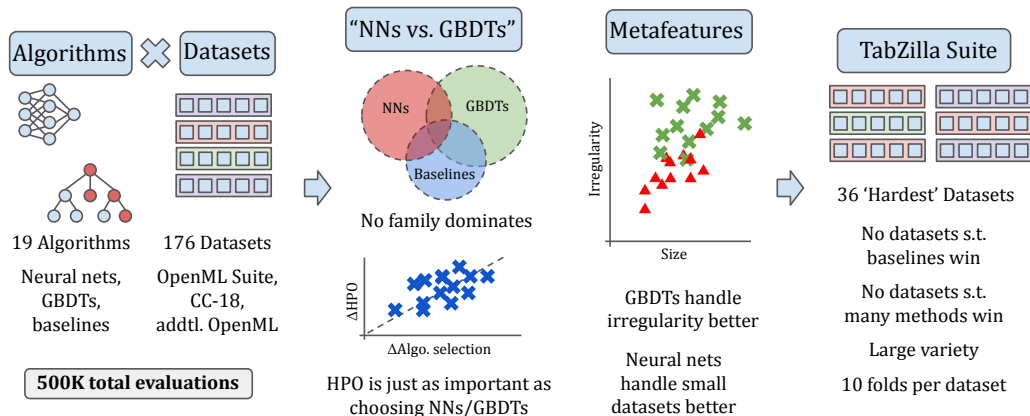 Algorithms
Datasets
19 Algorithms
Neural nets,
GBDTs,
baselines
176 Datasets
OpenML Suite,
CC-18,
addtl. OpenML
500K total evaluations
“NNs vs. GBDTs”
NNs
GBDTs
Baselines
No family dominates
ΔHPO
ΔAlgo. selection
HPO is just as important as
choosing NNs/GBDTs
Metafeatures
Irregularity
Size
GBDTs handle
irregularity better
Neural nets
handle small
datasets better
TabZilla Suite
36 ‘Hardest’ Datasets
No datasets s.t.
baselines win
No datasets s.t.
many methods win
Large variety
10 folds per dataset